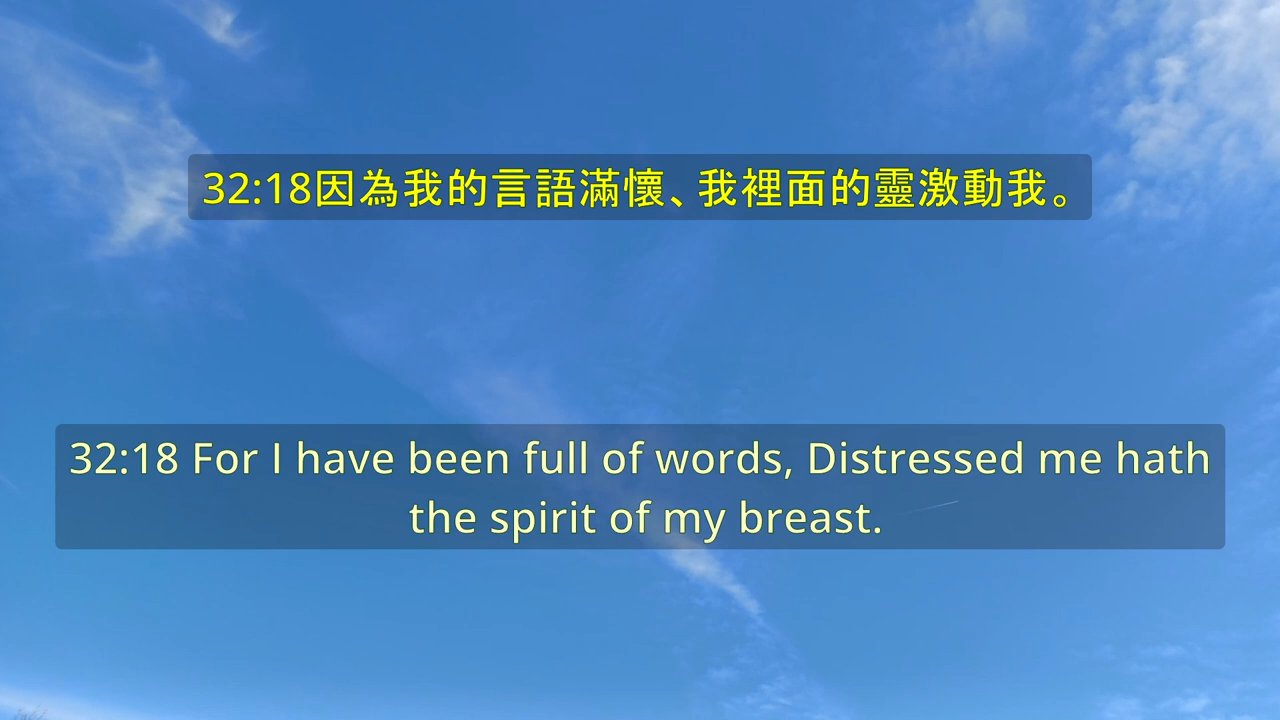 32:18因為我的言語滿懷、我裡面的靈激動我。
32:18 For I have been full of words, Distressed me hath
the spirit of my breast.